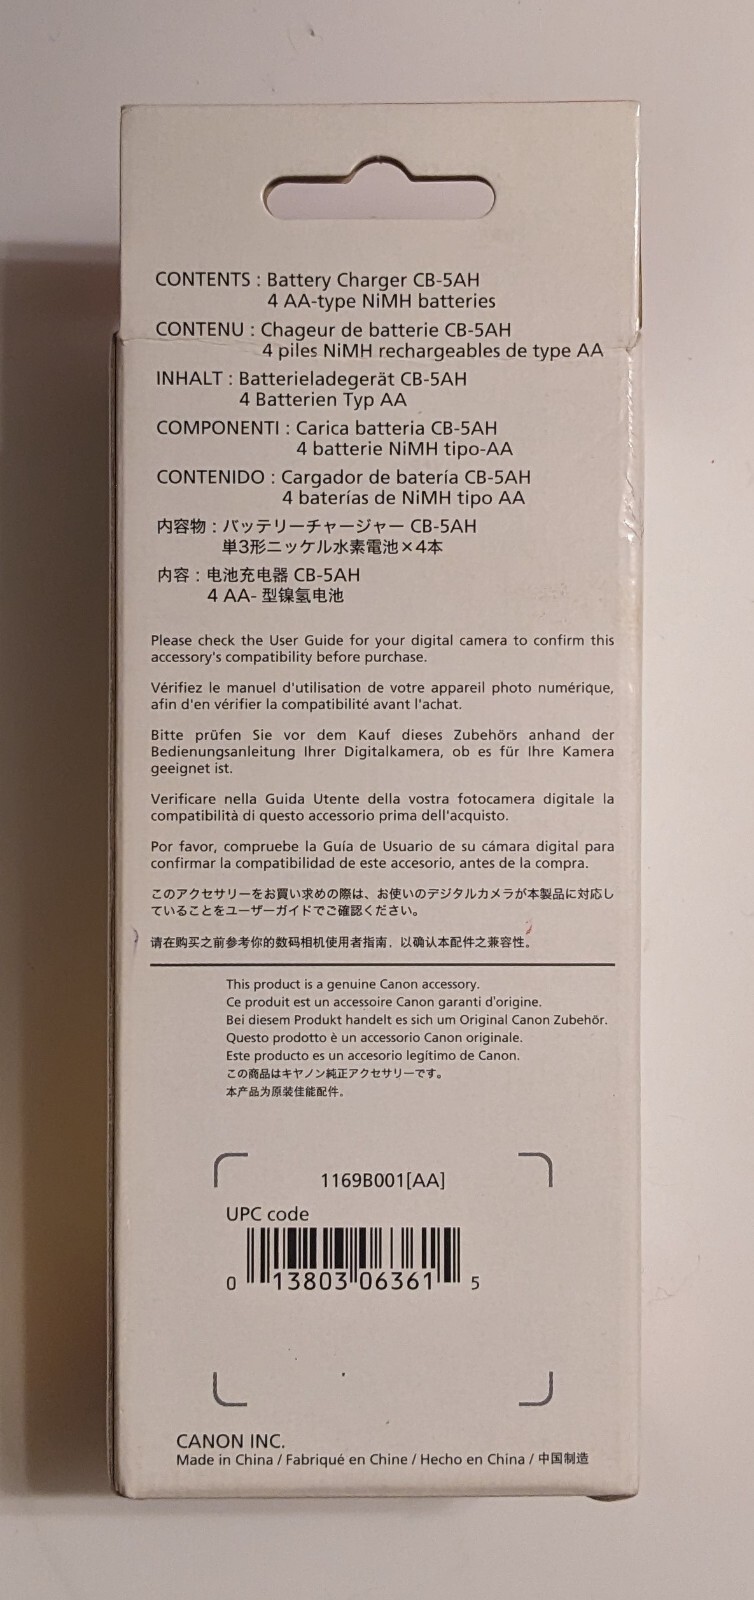 CONTENTS : Battery Charger CB-5AH
4 AA-type NiMH batteries
CONTENU : Chageur de batterie CB-5AH
4 piles NiMH rechargeables de type AA
INHALT : Batterieladegerät CB-5AH
4 Batterien Typ AA
COMPONENTI : Carica batteria CB-5AH
4 batterie NiMH tipo-AA
CONTENIDO : Cargador de batería CB-5AH
4 baterías de NiMH tipo AA
内容物 : バッテリーチャージャー CB-5AH
単3形ニッケル水素電池×4本
内容 : 电池充电器 CB-5AH
4 AA- 型镍氢电池
Please check the User Guide for your digital camera to confirm this
accessory's compatibility before purchase.
Vérifiez le manuel d'utilisation de votre appareil photo numérique,
afin d'en vérifier la compatibilité avant l'achat.
Bitte prüfen Sie vor dem Kauf dieses Zubehörs anhand der
Bedienungsanleitung Ihrer Digitalkamera, ob es für Ihre Kamera
geeignet ist.
Verificare nella Guida Utente della vostra fotocamera digitale la
compatibilità di questo accessorio prima dell'acquisto.
Por favor, compruebe la Guía de Usuario de su cámara digital para
confirmar la compatibilidad de este accesorio, antes de la compra.
このアクセサリーをお買い求めの際は、お使いのデジタルカメラが本製品に対応し
ていることをユーザーガイドでご確認ください。
请在购买之前参考你的数码相机使用者指南，以确认本配件之兼容性。
This product is a genuine Canon accessory.
Ce produit est un accessoire Canon garanti d'origine.
Bei diesem Produkt handelt es sich um Original Canon Zubehör.
Questo prodotto è un accessorio Canon originale.
Este producto es un accesorio legítimo de Canon.
この商品はキヤノン純正アクセサリーです。
本产品为原装佳能配件。
1169B001[AA]
UPC code
0 13803 06361 5
CANON INC.
Made in China / Fabriqué en Chine / Hecho en China / 中国制造